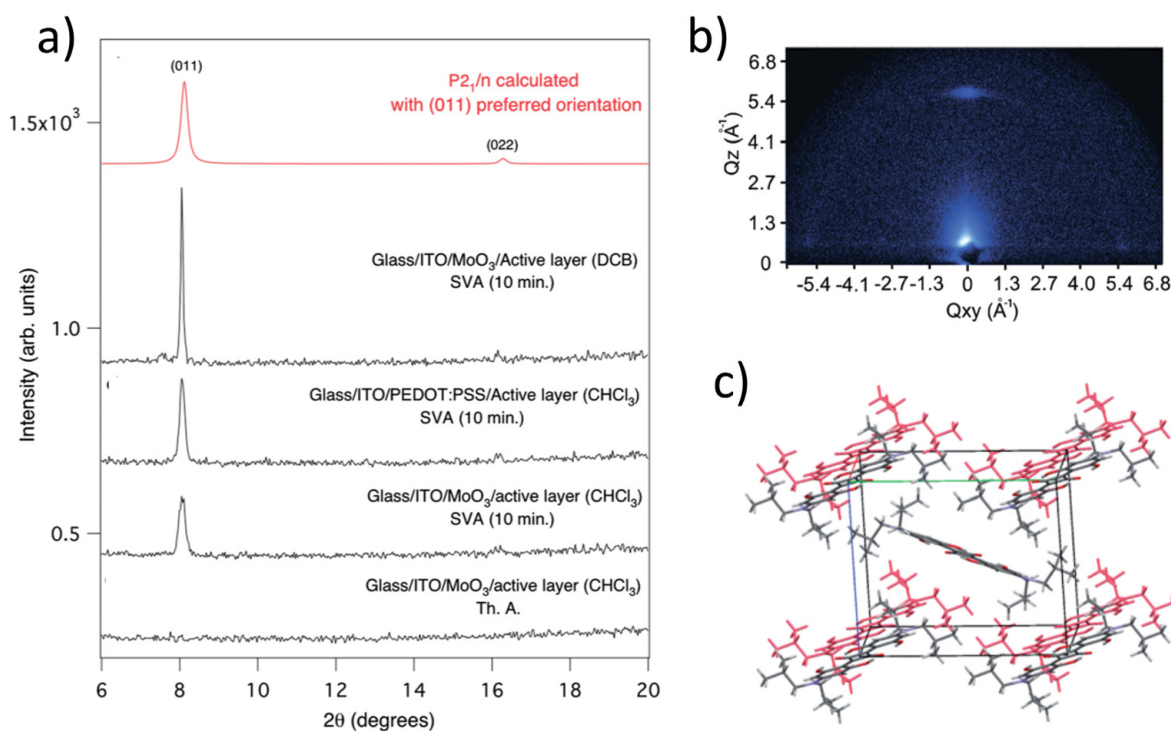 a)
(011)
P2₁/n calculated
with (011) preferred orientation
1.5x10³
(022)
Glass/ITO/MoO₃/Active layer (DCB)
SVA (10 min.)
1.0
Glass/ITO/PEDOT:PSS/Active layer (CHCl₃)
SVA (10 min.)
Glass/ITO/MoO₃/active layer (CHCl₃)
SVA (10 min.)
0.5
Glass/ITO/MoO₃/active layer (CHCl₃)
Th. A.
Intensity (arb. units)
6 8 10 12 14 16 18 20
2θ (degrees)
b)
6.8
5.4
4.1
2.7
1.3
0
Qz (Å⁻¹)
-5.4 -4.1 -2.7 -1.3 0 1.3 2.7 4.0 5.4 6.8
Qxy (Å⁻¹)
c)